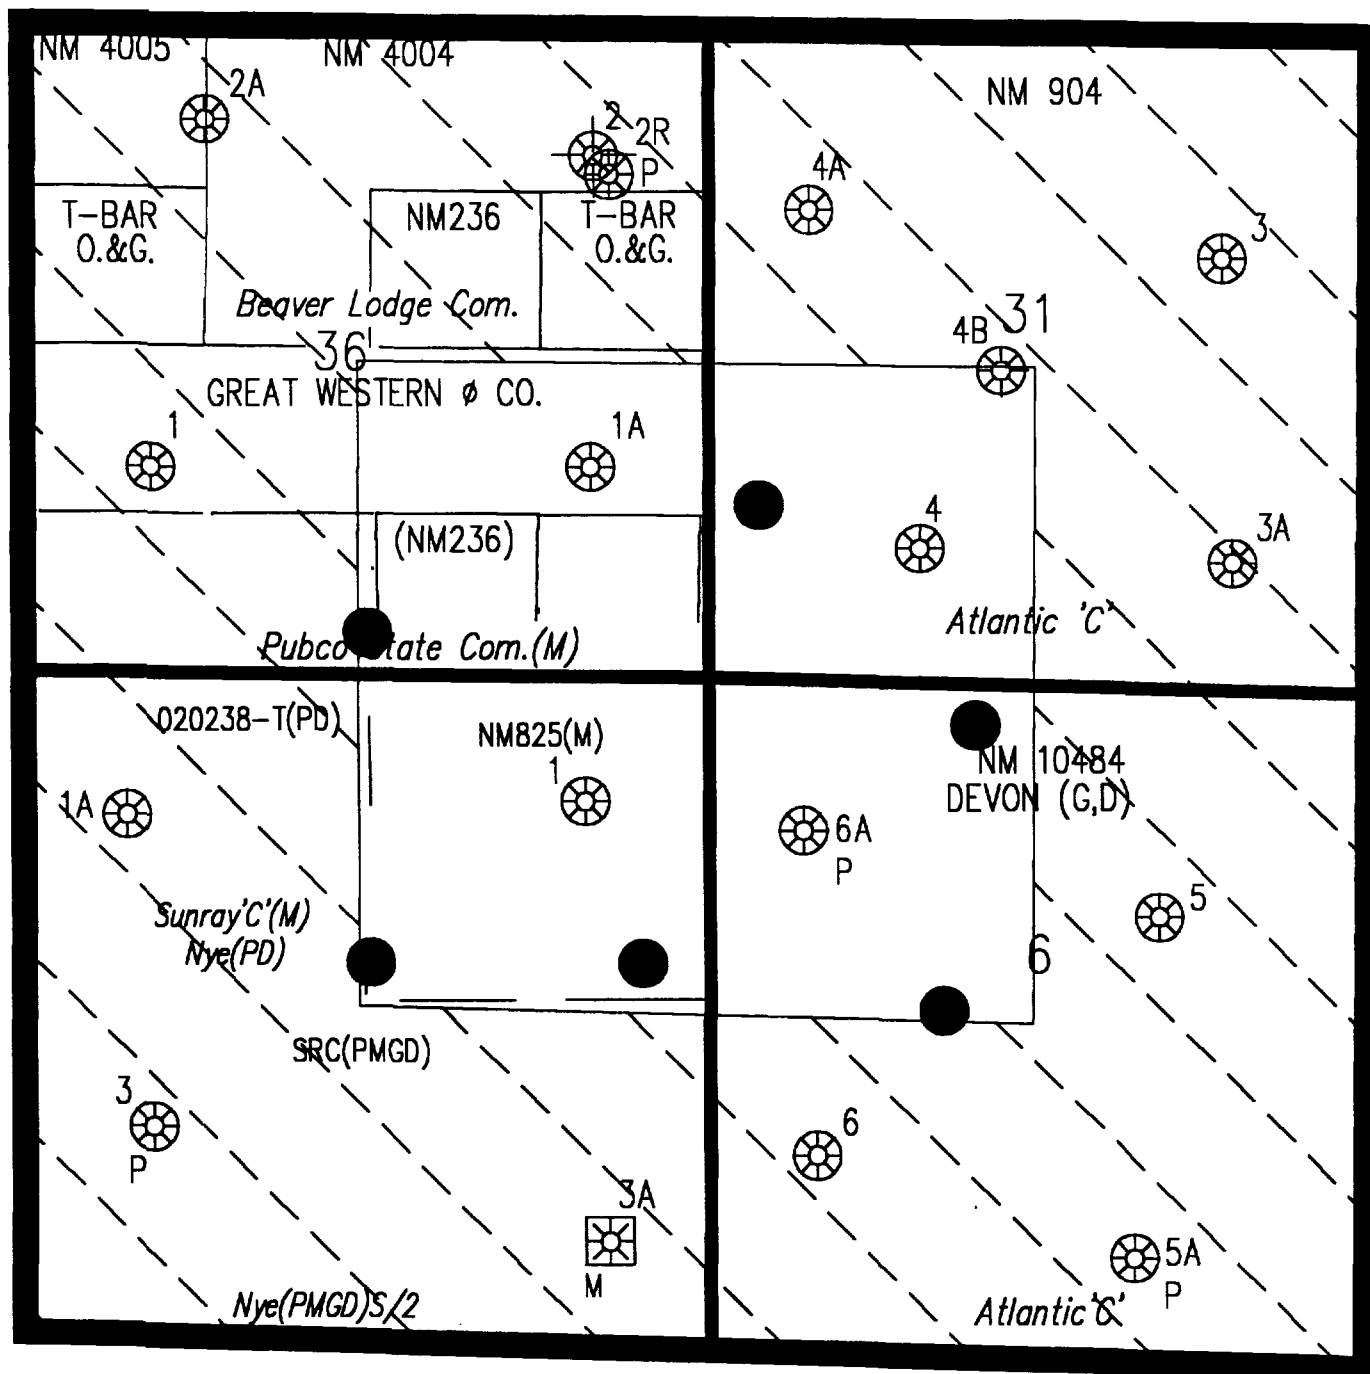 NM 4005
NM 4004
NM 904
2A
2
2R
P
4A
3
T-BAR
O.&G.
NM236
T-BAR
O.&G.
Beaver Lodge Com.
36
31
4B
GREAT WESTERN ø CO.
1
1A
4
3A
(NM236)
Atlantic 'C'
Pubco State Com.(M)
020238-T(PD)
NM825(M)
1
NM 10484
DEVON (G,D)
1A
6A
P
5
Sunray'C'(M)
Nye(PD)
6
SRC(PMGD)
3
P
6
3A
M
5A
P
Nye(PMGD)S/2
Atlantic'C'